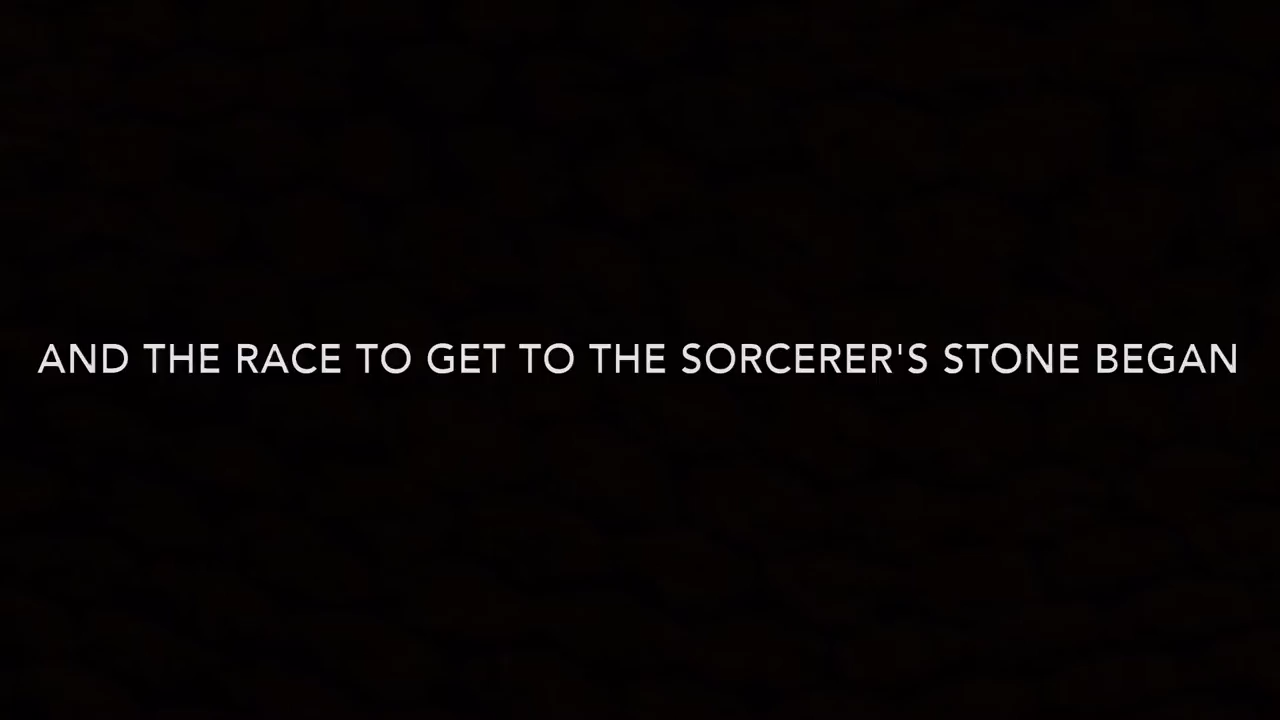 AND THE RACE TO GET TO THE SORCERER'S STONE BEGAN